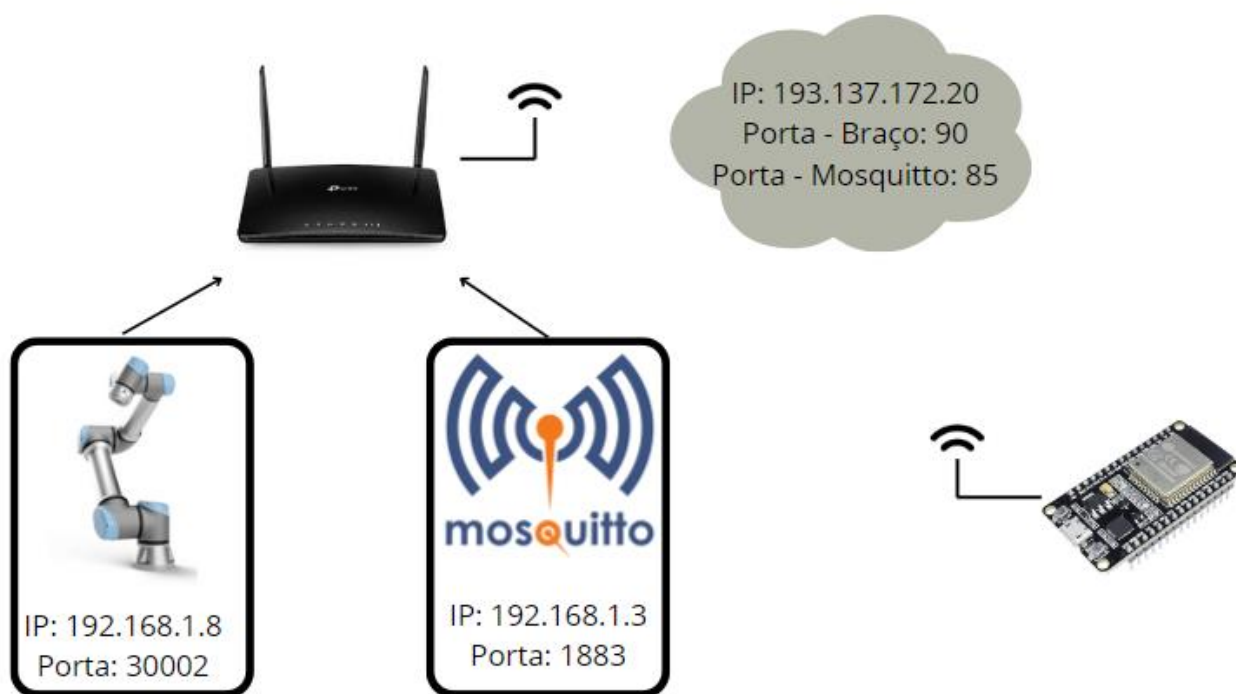 IP: 193.137.172.20
Porta - Braço: 90
Porta - Mosquitto: 85
mosquitto
IP: 192.168.1.8
Porta: 30002
IP: 192.168.1.3
Porta: 1883